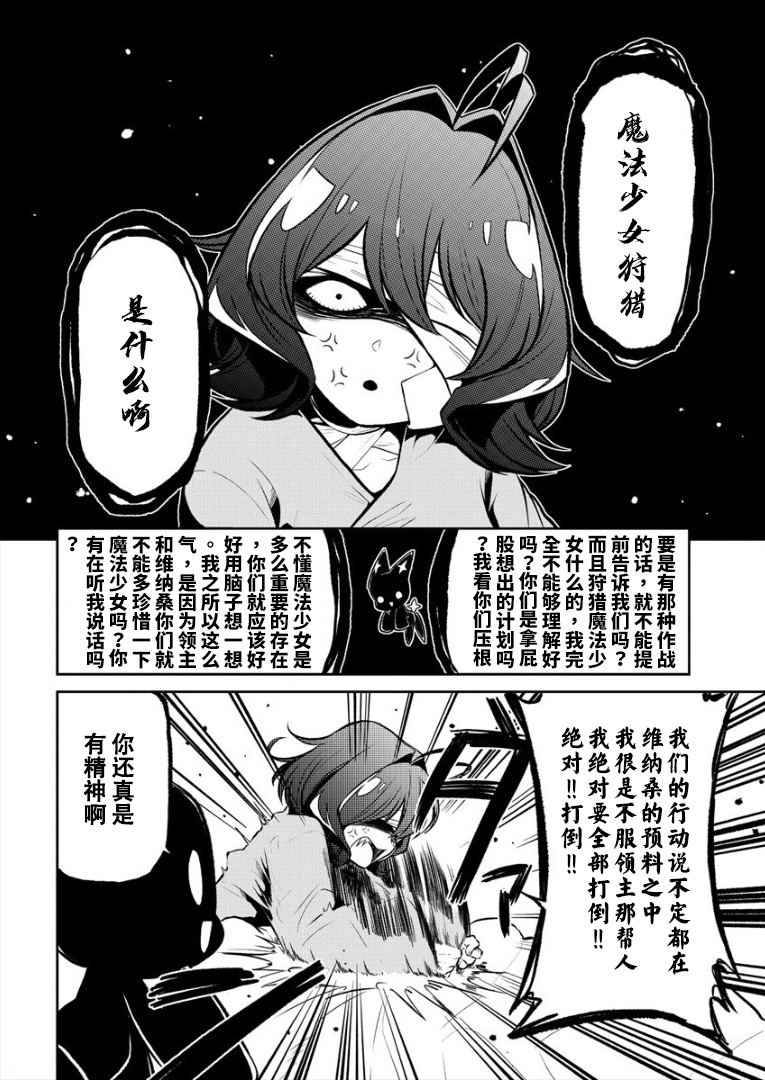 魔法少女狩猎
是什么啊
要是有那种作战
的话，就不能提
前告诉我们吗？
而且狩猎魔法少
女什么的，我完
全不能够理解好
吗？你们是拿屁
股想出的计划吗
？我看你们压根
不懂魔法少女是
多么重要的存在
，你们就应该好
好用脑子想一想
。我之所以这么
气，是因为领主
和维纳桑你们就
不能多珍惜一下
魔法少女吗？你
有在听我说话吗
？
我们的行动说不定都在
维纳桑的预料之中
我很是不服领主那帮人
我绝对要全部打倒!!
绝对!!打倒!!
你还真是
有精神啊